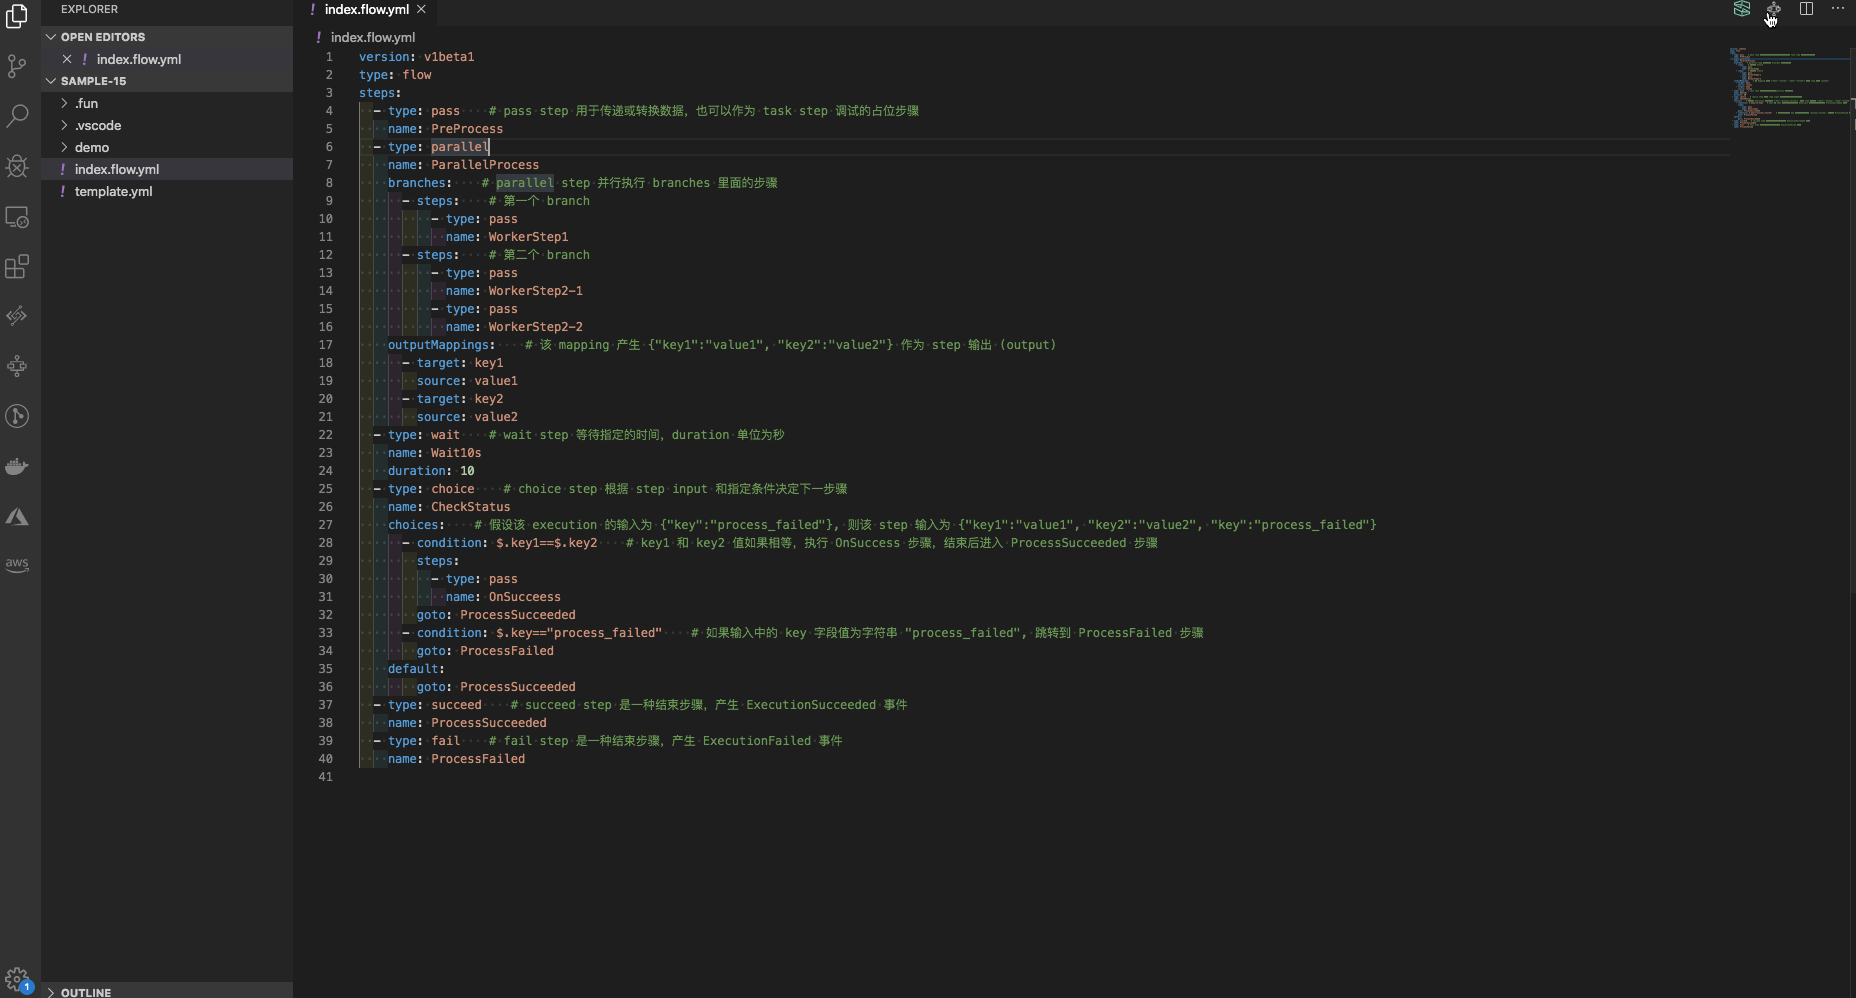 EXPLORER
OPEN EDITORS
! index.flow.yml
SAMPLE-15
.fun
.vscode
demo
! index.flow.yml
! template.yml
OUTLINE
aws
1
! index.flow.yml
! index.flow.yml
1 version: v1beta1
2 type: flow
3 steps:
4 - type: pass # pass step 用于传递或转换数据，也可以作为 task step 调试的占位步骤
5 name: PreProcess
6 - type: parallel
7 name: ParallelProcess
8 branches: # parallel step 并行执行 branches 里面的步骤
9 - steps: # 第一个 branch
10 - type: pass
11 name: WorkerStep1
12 - steps: # 第二个 branch
13 - type: pass
14 name: WorkerStep2-1
15 - type: pass
16 name: WorkerStep2-2
17 outputMappings: # 该 mapping 产生 {"key1":"value1", "key2":"value2"} 作为 step 输出 (output)
18 - target: key1
19 source: value1
20 - target: key2
21 source: value2
22 - type: wait # wait step 等待指定的时间，duration 单位为秒
23 name: Wait10s
24 duration: 10
25 - type: choice # choice step 根据 step input 和指定条件决定下一步骤
26 name: CheckStatus
27 choices: # 假设该 execution 的输入为 {"key":"process_failed"}, 则该 step 输入为 {"key1":"value1", "key2":"value2", "key":"process_failed"}
28 - condition: $.key1==$.key2 # key1 和 key2 值如果相等，执行 OnSuccess 步骤，结束后进入 ProcessSucceeded 步骤
29 steps:
30 - type: pass
31 name: OnSucceess
32 goto: ProcessSucceeded
33 - condition: $.key=="process_failed" # 如果输入中的 key 字段值为字符串 "process_failed", 跳转到 ProcessFailed 步骤
34 goto: ProcessFailed
35 default:
36 goto: ProcessSucceeded
37 - type: succeed # succeed step 是一种结束步骤，产生 ExecutionSucceeded 事件
38 name: ProcessSucceeded
39 - type: fail # fail step 是一种结束步骤，产生 ExecutionFailed 事件
40 name: ProcessFailed
41